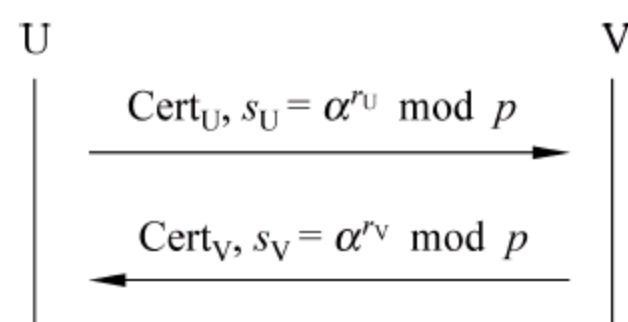 U V
Cert_U, s_U = α^{r_U} mod p
Cert_V, s_V = α^{r_V} mod p